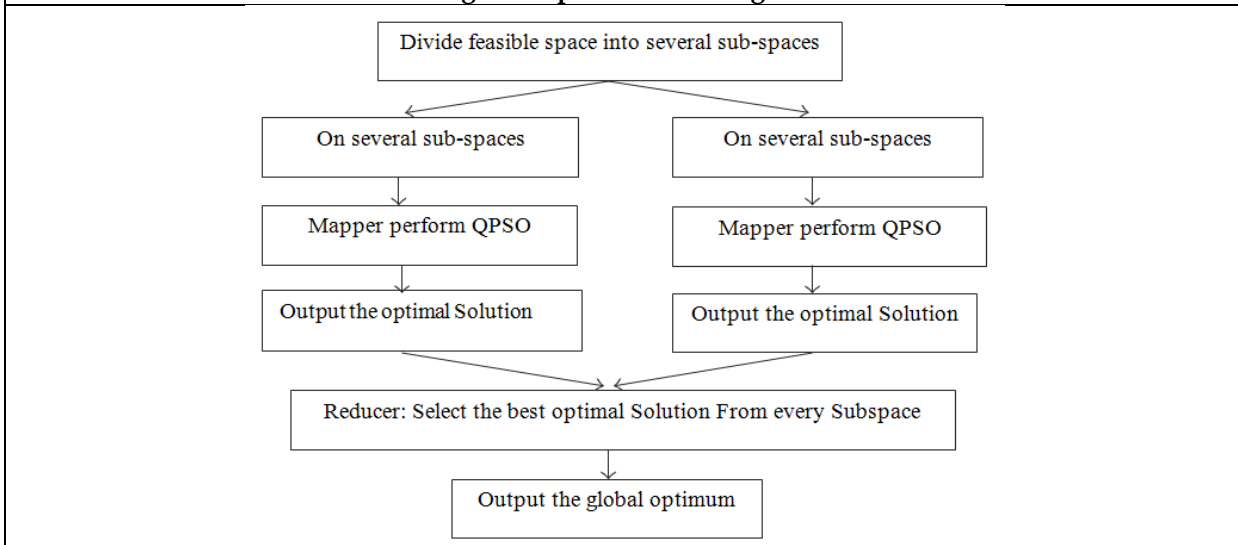 Divide feasible space into several sub-spaces
On several sub-spaces
On several sub-spaces
Mapper perform QPSO
Mapper perform QPSO
Output the optimal Solution
Output the optimal Solution
Reducer: Select the best optimal Solution From every Subspace
Output the global optimum